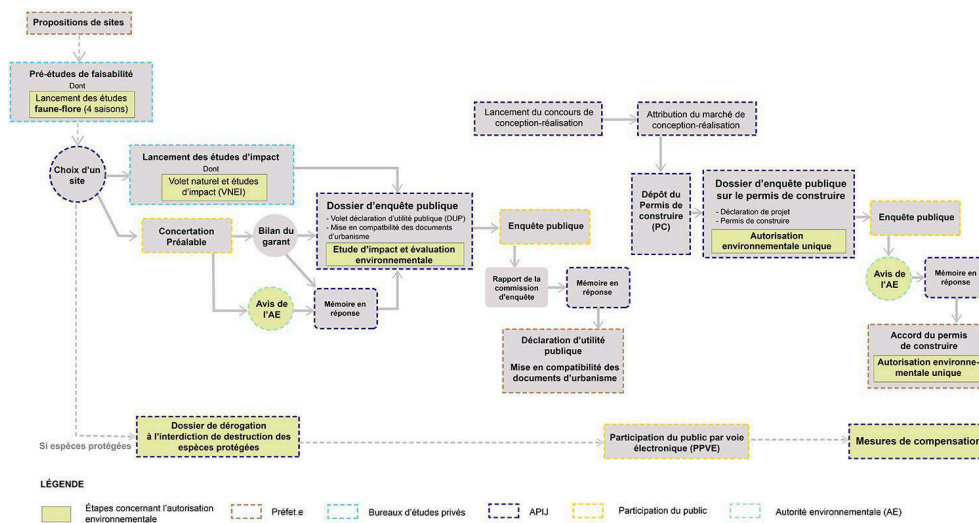 Propositions de sites
Pré-études de faisabilité
Dont
Lancement des études
faune-flore (4 saisons)
Choix d'un
site
Lancement des études d'impact
Dont
Volet naturel et études
d'impact (VNEI)
Concertation
Préalable
Bilan du
garant
Avis de
l'AE
Mémoire en
réponse
Dossier d'enquête publique
- Volet déclaration d'utilité publique (DUP)
- Mise en compatibilité des documents
d'urbanisme
Etude d'impact et évaluation
environnementale
Enquête publique
Rapport de la
commission
d'enquête
Mémoire en
réponse
Déclaration d'utilité
publique
Mise en compatibilité des
documents d'urbanisme
Lancement du concours de
conception-réalisation
Attribution du marché de
conception-réalisation
Dépôt du
Permis de
construire
(PC)
Dossier d'enquête publique
sur le permis de construire
- Déclaration de projet
- Permis de construire
Autorisation
environnementale unique
Enquête publique
Avis de
l'AE
Mémoire en
réponse
Accord du permis
de construire
Autorisation environne-
mentale unique
Si espèces protégées
Dossier de dérogation
à l'interdiction de destruction des
espèces protégées
Participation du public par voie
électronique (PPVE)
Mesures de compensation
LÉGENDE
Étapes concernant l'autorisation
environnementale
Préfet.e
Bureaux d'études privés
APIJ
Participation du public
Autorité environnementale (AE)